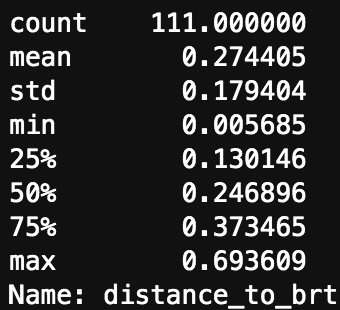 count    111.000000
mean       0.274405
std        0.179404
min        0.005685
25%        0.130146
50%        0.246896
75%        0.373465
max        0.693609
Name: distance_to_brt